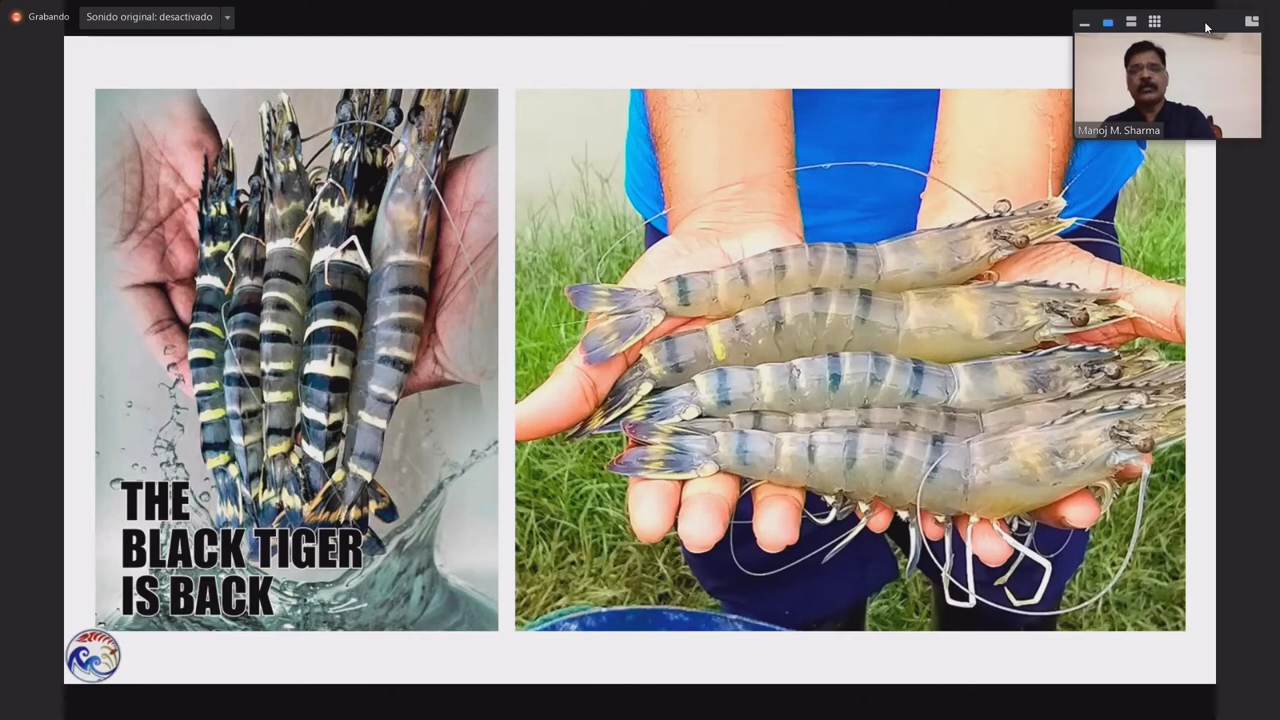 Grabando
Sonido original: desactivado
Manoj M. Sharma
THE
BLACK TIGER
IS BACK